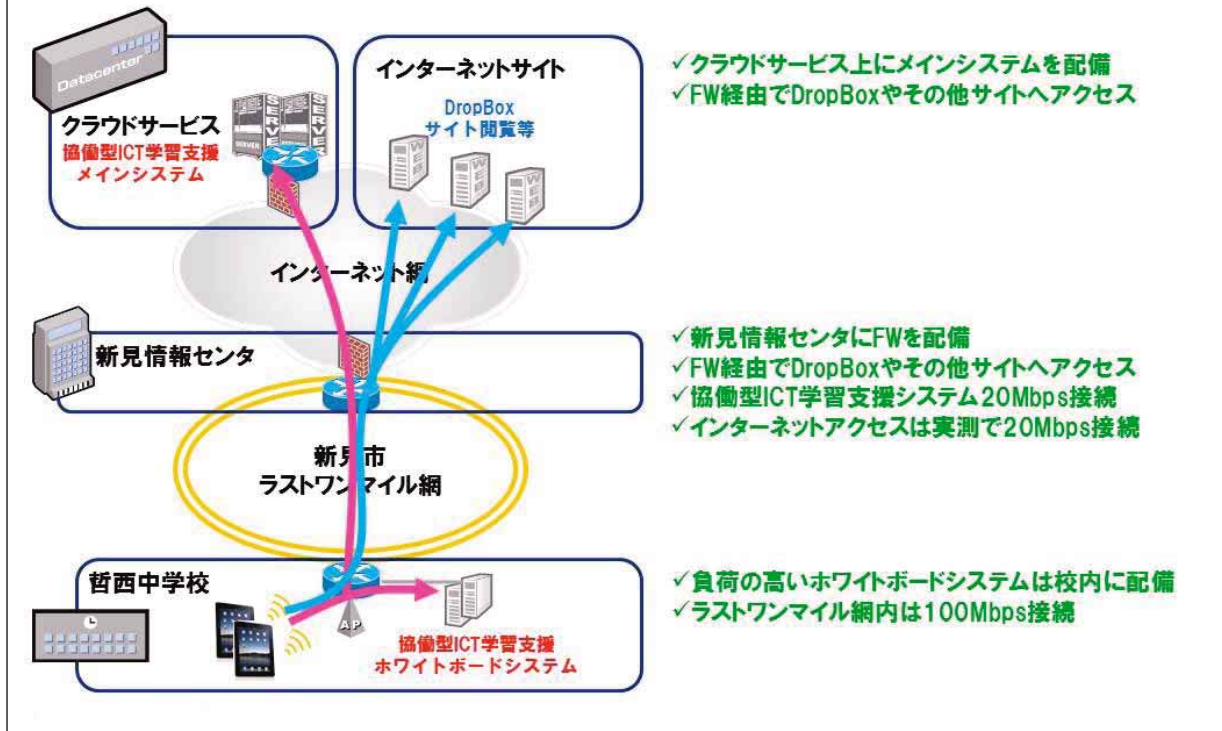 Datacenter
クラウドサービス
協働型ICT学習支援
メインシステム
SERVER
SERVER
インターネットサイト
DropBox
サイト閲覧等
WEB
WEB
WEB
✓クラウドサービス上にメインシステムを配備
✓FW経由でDropBoxやその他サイトへアクセス
インターネット網
新見情報センタ
✓新見情報センタにFWを配備
✓FW経由でDropBoxやその他サイトへアクセス
✓協働型ICT学習支援システム20Mbps接続
✓インターネットアクセスは実測で20Mbps接続
新見市
ラストワンマイル網
哲西中学校
AP
協働型ICT学習支援
ホワイトボードシステム
✓負荷の高いホワイトボードシステムは校内に配備
✓ラストワンマイル網内は100Mbps接続